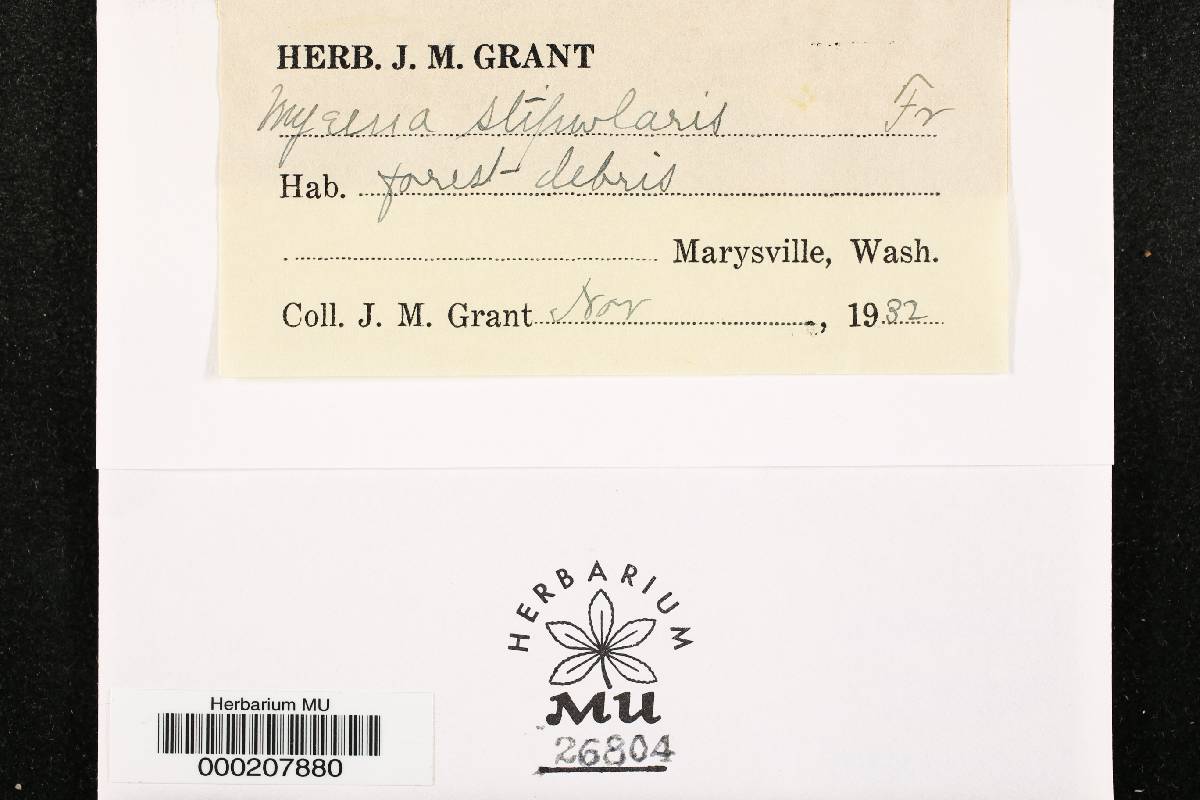 HERB. J. M. GRANT
Mycena stipularis Fr
Hab. forest debris
Marysville, Wash.
Coll. J. M. Grant Nov, 1932
HERBARIUM
MU
26804
Herbarium MU
000207880